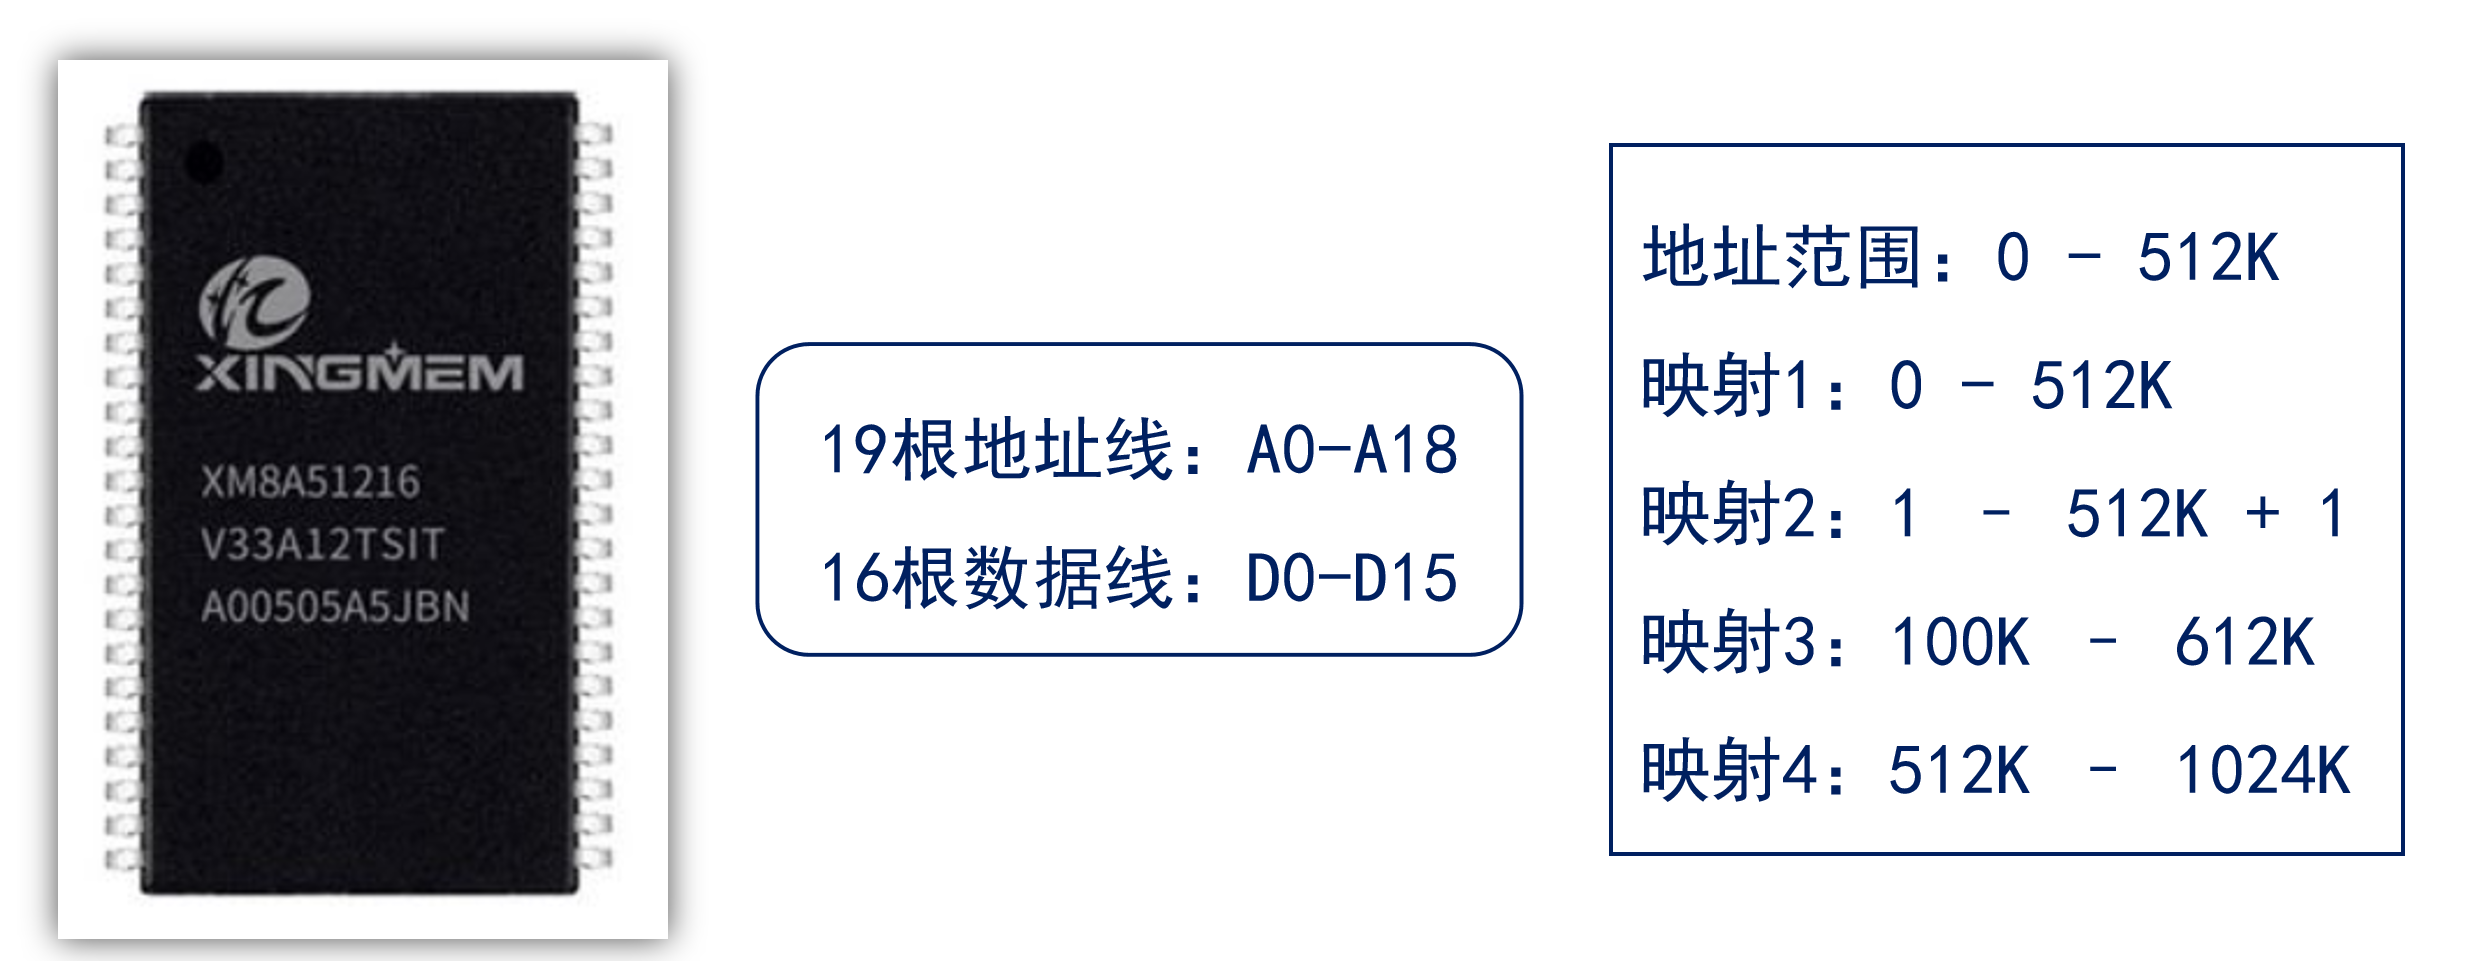 XINGMEM
XM8A51216
V33A12TSIT
A00505A5JBN
19根地址线：A0-A18
16根数据线：D0-D15
地址范围：0 - 512K
映射1：0 - 512K
映射2：1 - 512K + 1
映射3：100K - 612K
映射4：512K - 1024K